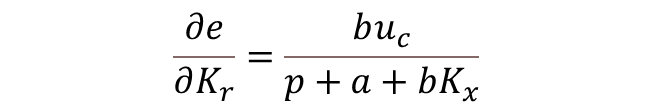 ∂e/∂K_r = bu_c/(p + a + bK_x)